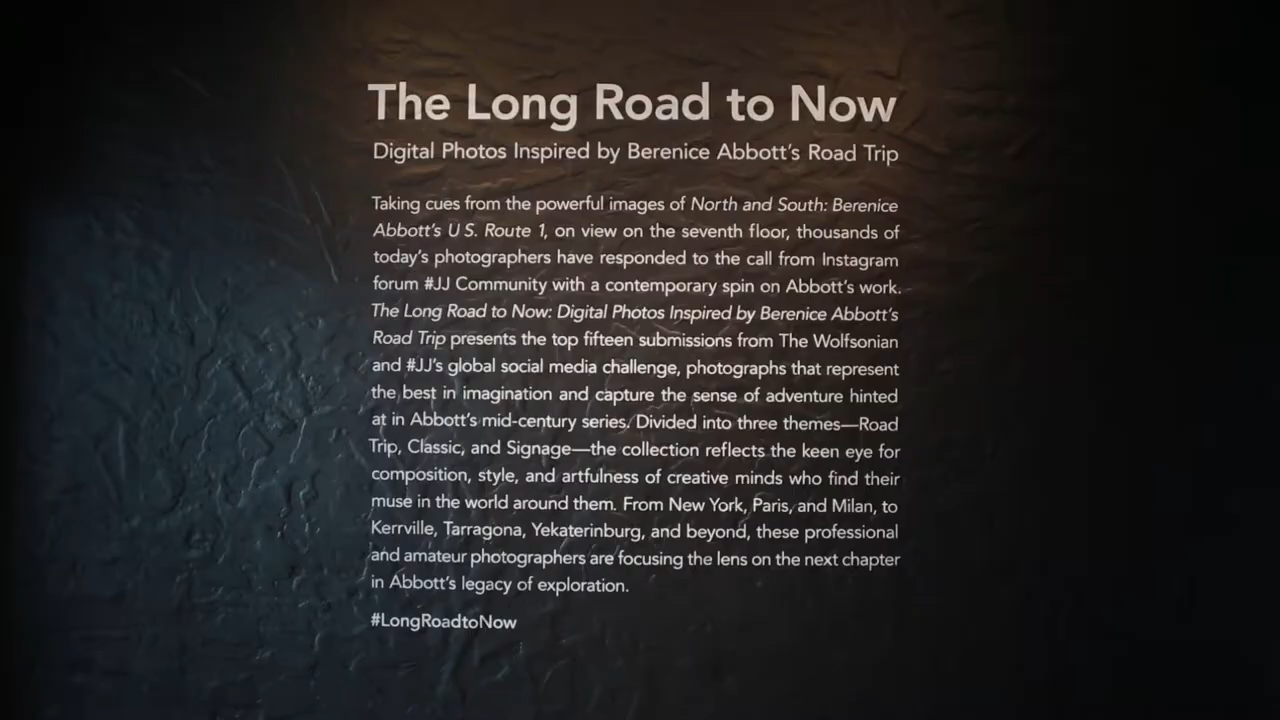 The Long Road to Now
Digital Photos Inspired by Berenice Abbott's Road Trip
Taking cues from the powerful images of North and South: Berenice
Abbott's U S. Route 1, on view on the seventh floor, thousands of
today's photographers have responded to the call from Instagram
forum #JJ Community with a contemporary spin on Abbott's work.
The Long Road to Now: Digital Photos Inspired by Berenice Abbott's
Road Trip presents the top fifteen submissions from The Wolfsonian
and #JJ's global social media challenge, photographs that represent
the best in imagination and capture the sense of adventure hinted
at in Abbott's mid-century series. Divided into three themes—Road
Trip, Classic, and Signage—the collection reflects the keen eye for
composition, style, and artfulness of creative minds who find their
muse in the world around them. From New York, Paris, and Milan, to
Kerrville, Tarragona, Yekaterinburg, and beyond, these professional
and amateur photographers are focusing the lens on the next chapter
in Abbott's legacy of exploration.
#LongRoadtoNow